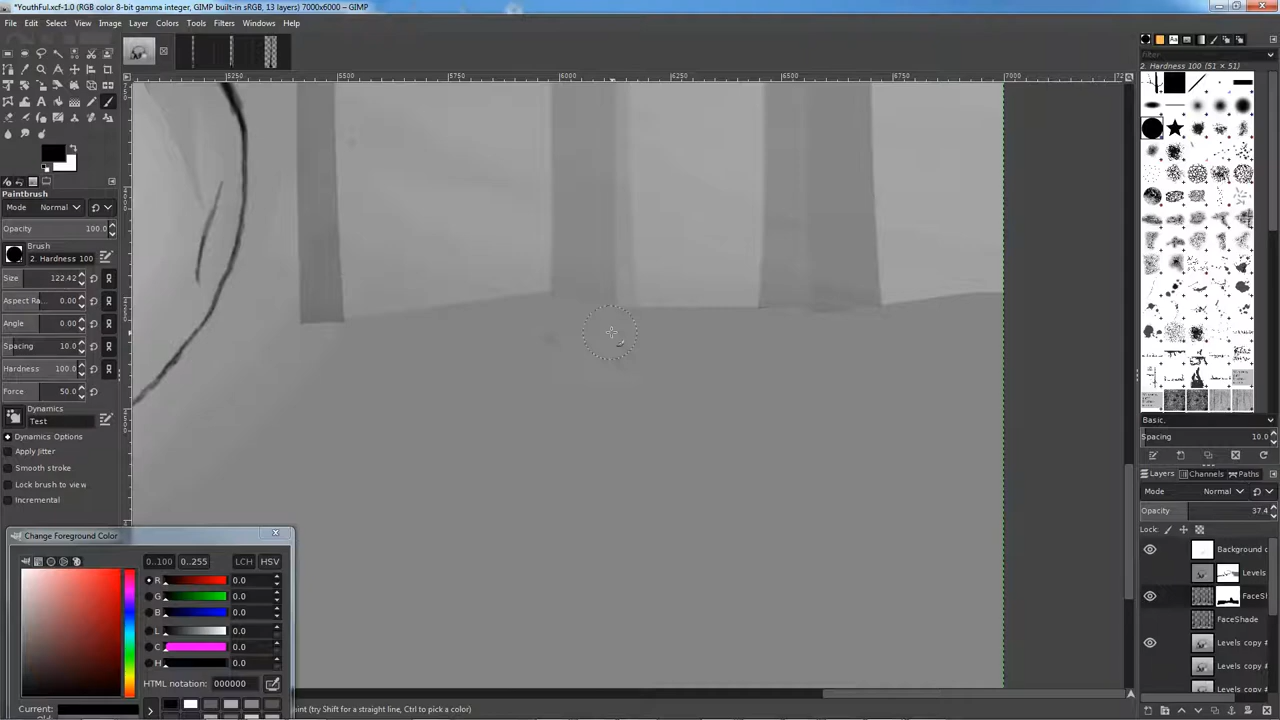 *YouthFul.xcf-1.0 (RGB color 8-bit gamma integer, GIMP built-in sRGB, 13 layers) 7000x6000 – GIMP
File Edit Select View Image Layer Colors Tools Filters Windows Help
filter
2. Hardness 100 (51 × 51)
5250 5500 5750 6000 6250 6500 6750 7000
Paintbrush
Mode Normal
Opacity 100.0
Brush
2. Hardness 100
Size 122.42
Aspect Ra... 0.00
Angle 0.00
Spacing 10.0
Hardness 100.0
Force 50.0
Dynamics
Test
Dynamics Options
Apply Jitter
Smooth stroke
Lock brush to view
Incremental
Basic,
Spacing 10.0
Layers Channels Paths
Mode Normal
Opacity 37.4
Lock:
Background c
Levels
FaceSh
FaceShade
Levels copy #
Levels copy #
Levels copy #
Change Foreground Color
0..100 0..255 LCH HSV
R 0.0
G 0.0
B 0.0
L 0.0
C 0.0
H 0.0
HTML notation: 000000
Current:
(try Shift for a straight line, Ctrl to pick a color)